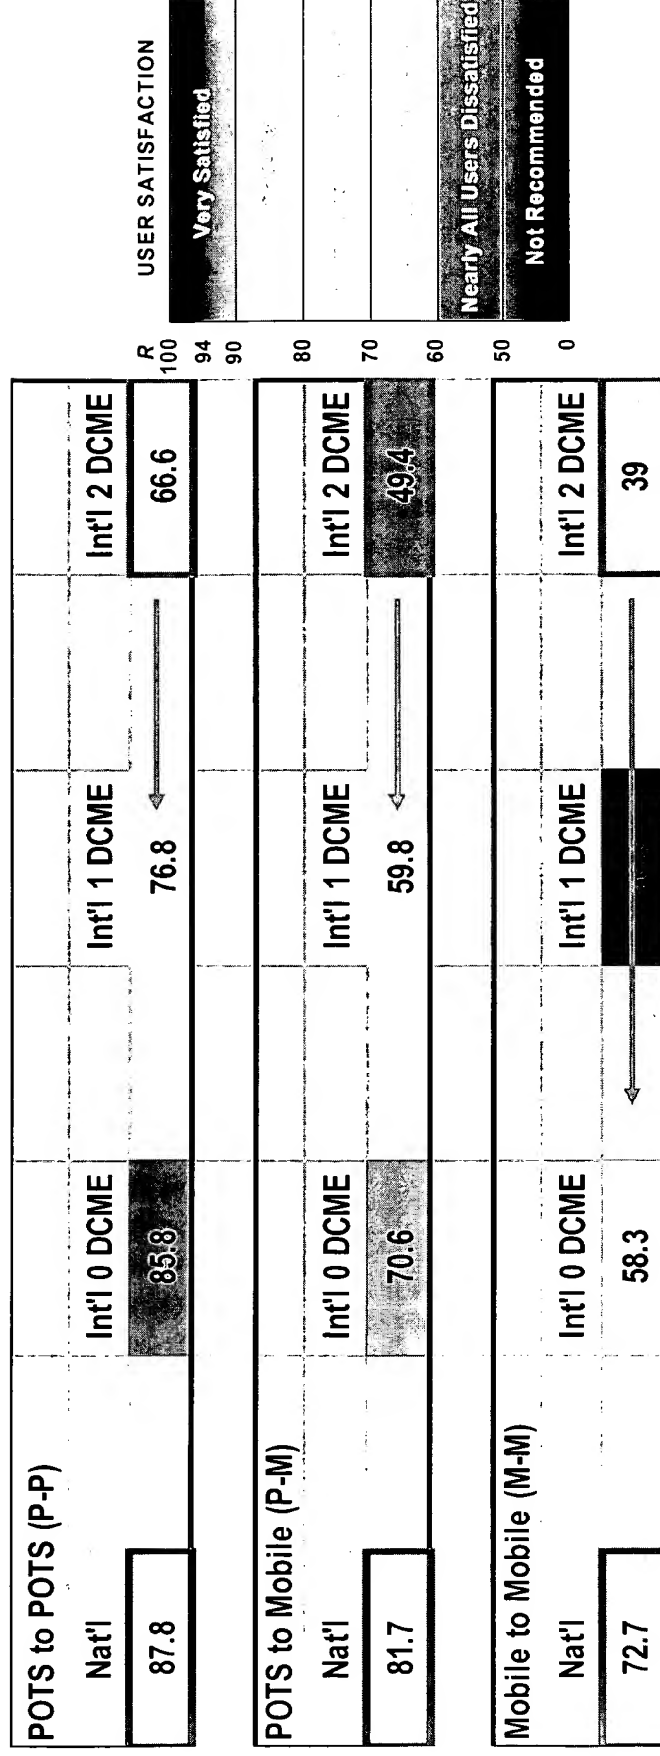 POTS to POTS (P-P)
Nat'l Int'l 0 DCME Int'l 1 DCME Int'l 2 DCME
87.8 85.8 76.8 66.6
POTS to Mobile (P-M)
Nat'l Int'l 0 DCME Int'l 1 DCME Int'l 2 DCME
81.7 70.6 59.8 49.4
Mobile to Mobile (M-M)
Nat'l Int'l 0 DCME Int'l 1 DCME Int'l 2 DCME
72.7 58.3 39
R USER SATISFACTION
100
Very Satisfied
94
90
80
70
60
Nearly All Users Dissatisfied
50
Not Recommended
0